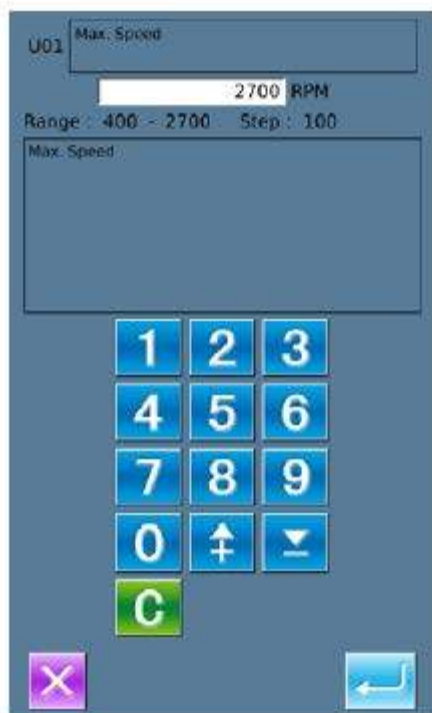 U01 Max. Speed
2700 RPM
Range : 400 - 2700 Step : 100
Max. Speed
1 2 3
4 5 6
7 8 9
0
C